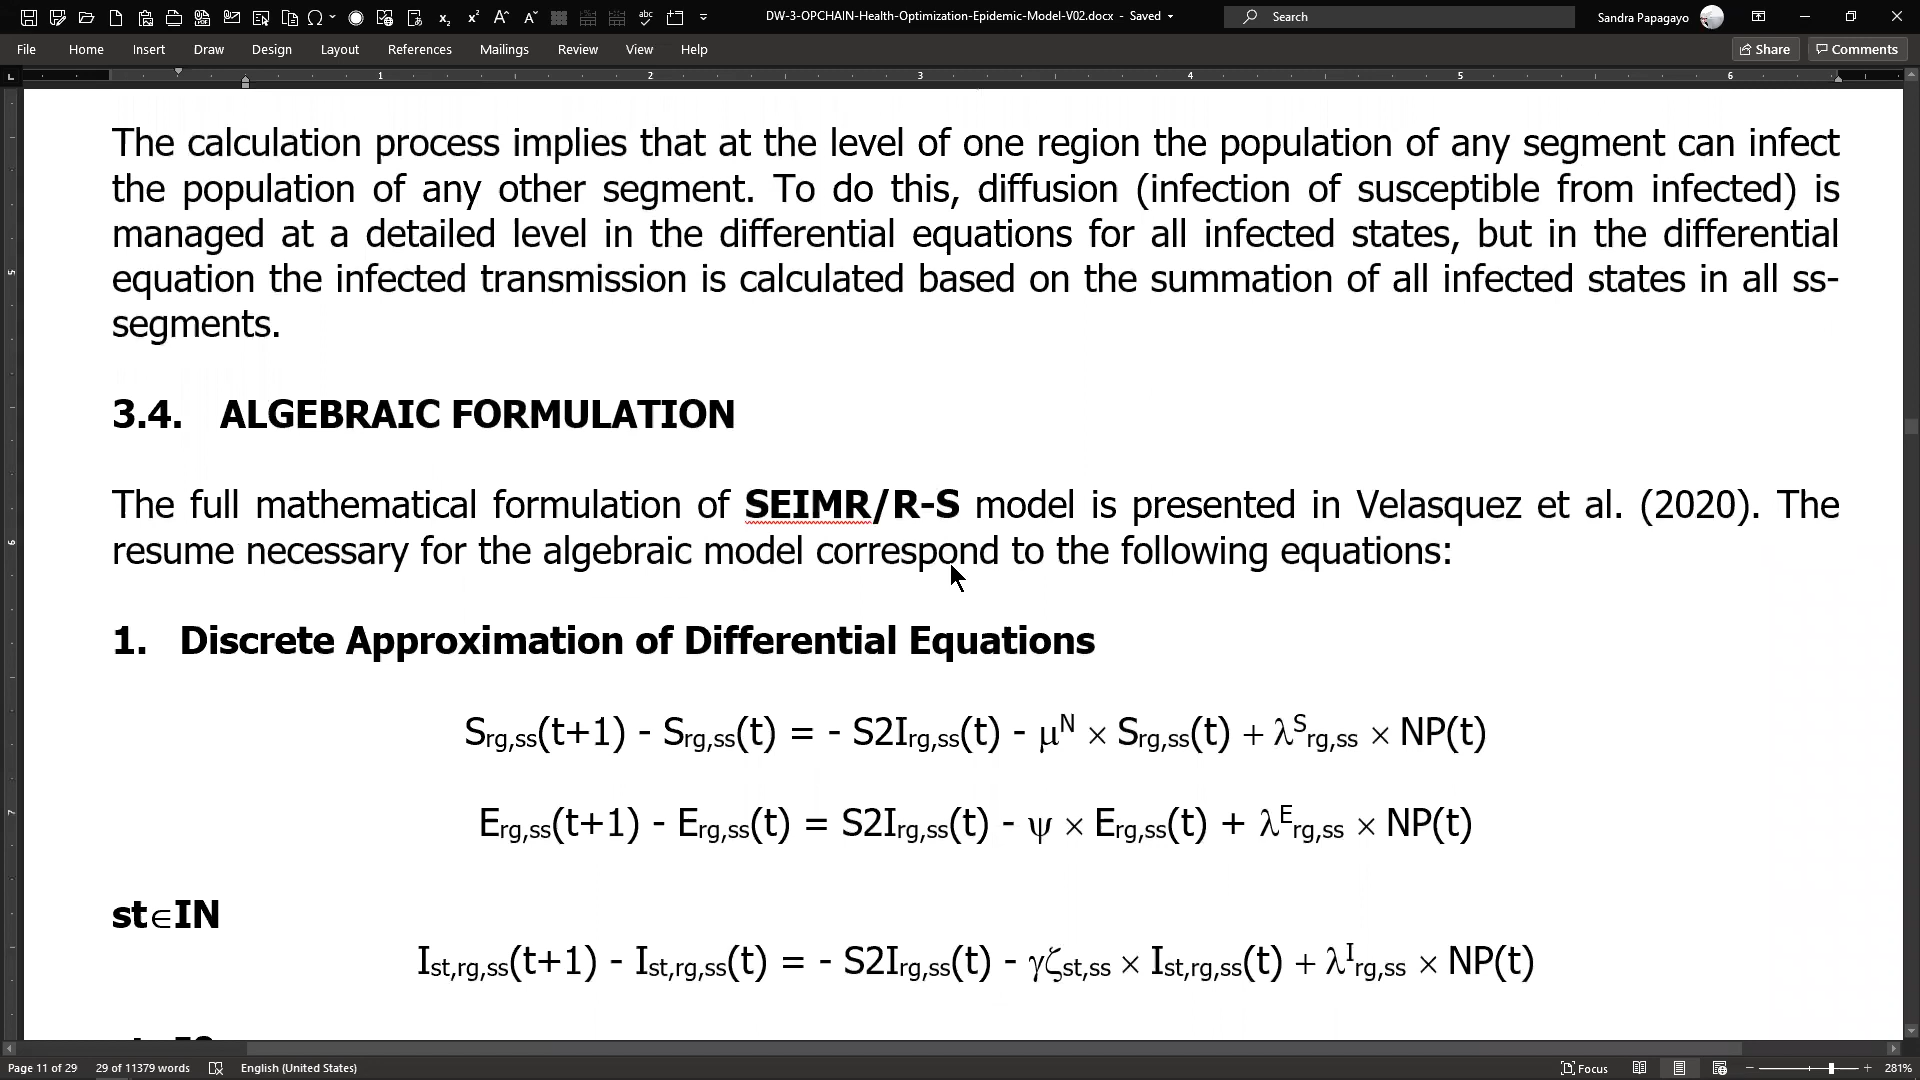 DW-3-OPCHAIN-Health-Optimization-Epidemic-Model-V02.docx - Saved
Search
Sandra Papagayo
File Home Insert Draw Design Layout References Mailings Review View Help
Share Comments
1 2 3 4 5 6
The calculation process implies that at the level of one region the population of any segment can infect
the population of any other segment. To do this, diffusion (infection of susceptible from infected) is
managed at a detailed level in the differential equations for all infected states, but in the differential
equation the infected transmission is calculated based on the summation of all infected states in all ss-
segments.
3.4. ALGEBRAIC FORMULATION
The full mathematical formulation of SEIMR/R-S model is presented in Velasquez et al. (2020). The
resume necessary for the algebraic model correspond to the following equations:
1. Discrete Approximation of Differential Equations
Srg,ss(t+1) - Srg,ss(t) = - S2Irg,ss(t) - μN × Srg,ss(t) + λSrg,ss × NP(t)
Erg,ss(t+1) - Erg,ss(t) = S2Irg,ss(t) - ψ × Erg,ss(t) + λErg,ss × NP(t)
st∈IN
Ist,rg,ss(t+1) - Ist,rg,ss(t) = - S2Irg,ss(t) - γζst,ss × Ist,rg,ss(t) + λIrg,ss × NP(t)
Page 11 of 29 29 of 11379 words English (United States) Focus 281%